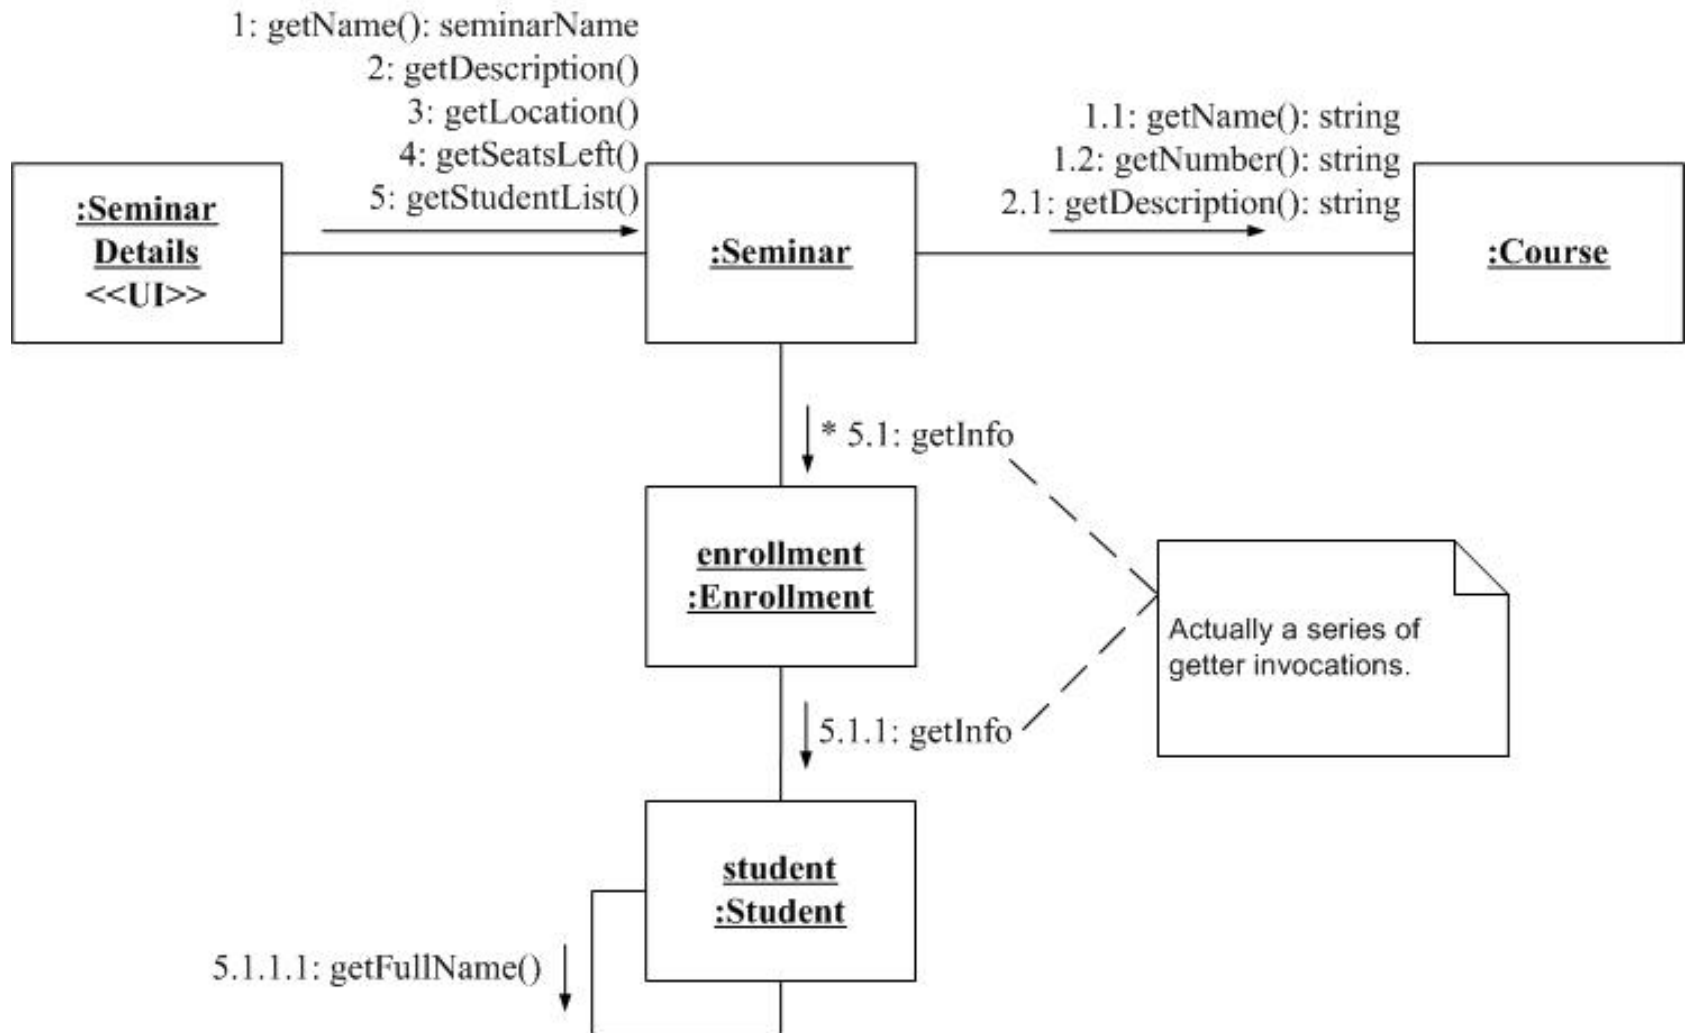 1: getName(): seminarName
2: getDescription()
3: getLocation()
4: getSeatsLeft()
5: getStudentList()
1.1: getName(): string
1.2: getNumber(): string
2.1: getDescription(): string
:Seminar
Details
<<UI>>
:Seminar
:Course
* 5.1: getInfo
enrollment
:Enrollment
Actually a series of
getter invocations.
5.1.1: getInfo
student
:Student
5.1.1.1: getFullName()